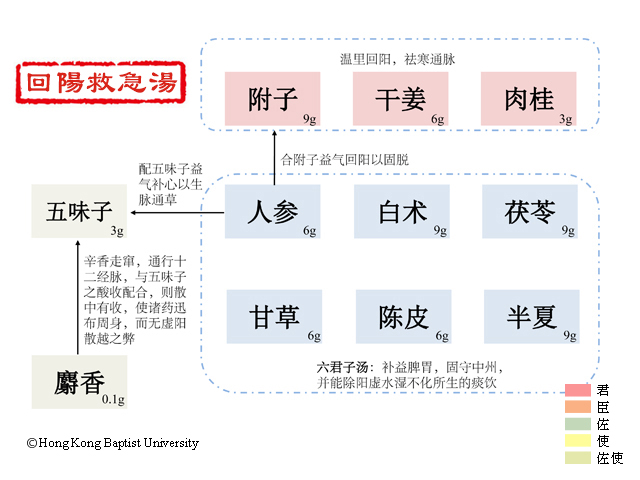 回陽救急湯
温里回阳，祛寒通脉
附子
9g
干姜
6g
肉桂
3g
合附子益气回阳以固脱
配五味子益
气补心以生
脉通草
五味子
3g
人参
6g
白术
9g
茯苓
9g
辛香走窜，通行十
二经脉，与五味子
之酸收配合，则散
中有收，使诸药迅
布周身，而无虚阳
散越之弊
甘草
6g
陈皮
6g
半夏
9g
麝香
0.1g
六君子汤：补益脾胃，固守中州，
并能除阳虚水湿不化所生的痰饮
君
臣
佐
使
佐使
©Hong Kong Baptist University